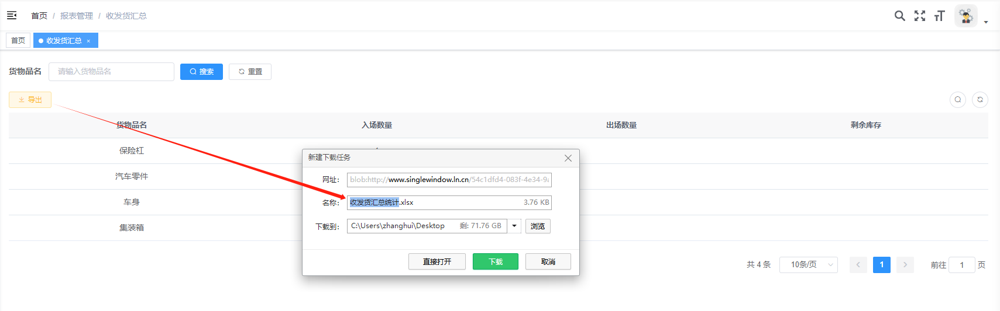 首页 / 报表管理 / 收发货汇总
首页 收发货汇总 ×
货物品名 请输入货物品名 搜索 重置
导出
货物品名 入场数量 出场数量 剩余库存
保险杠
汽车零件
车身
集装箱
新建下载任务
网址： blob:http://www.singlewindow.ln.cn/54c1dfd4-083f-4e34-9a
名称： 收发货汇总统计.xlsx 3.76 KB
下载到： C:\Users\zhanghui\Desktop 剩: 71.76 GB 浏览
直接打开 下载 取消
共 4 条 10条/页 1 前往 1 页